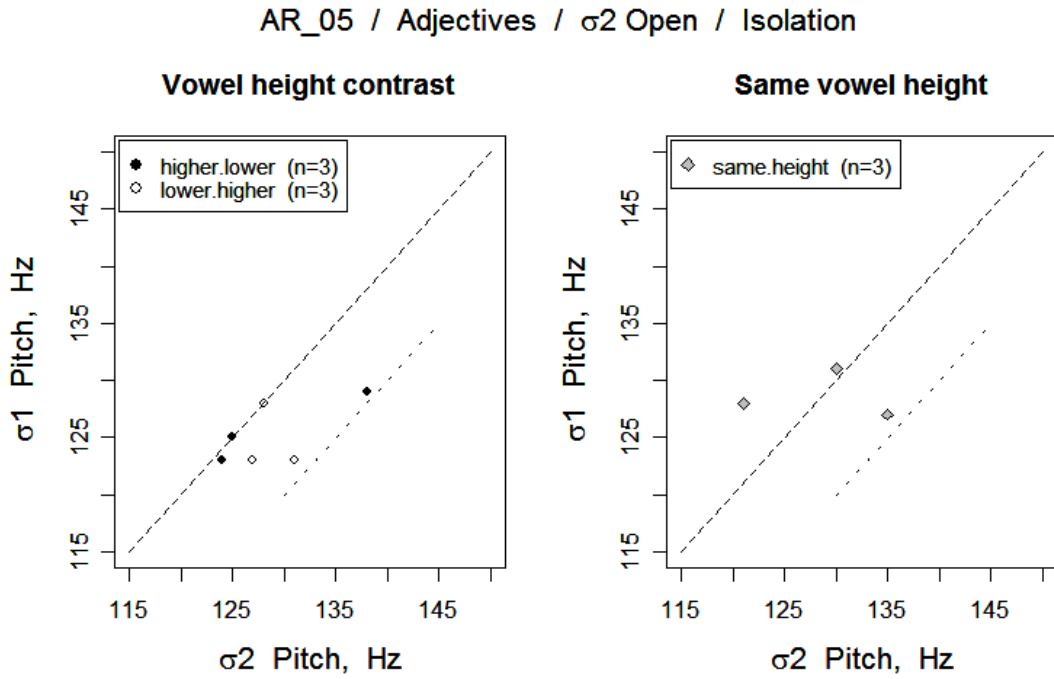 AR_05 / Adjectives / σ2 Open / Isolation
Vowel height contrast
higher.lower (n=3)
lower.higher (n=3)
145
135
125
115
σ1 Pitch, Hz
115 125 135 145
σ2 Pitch, Hz
Same vowel height
same.height (n=3)
145
135
125
115
σ1 Pitch, Hz
115 125 135 145
σ2 Pitch, Hz